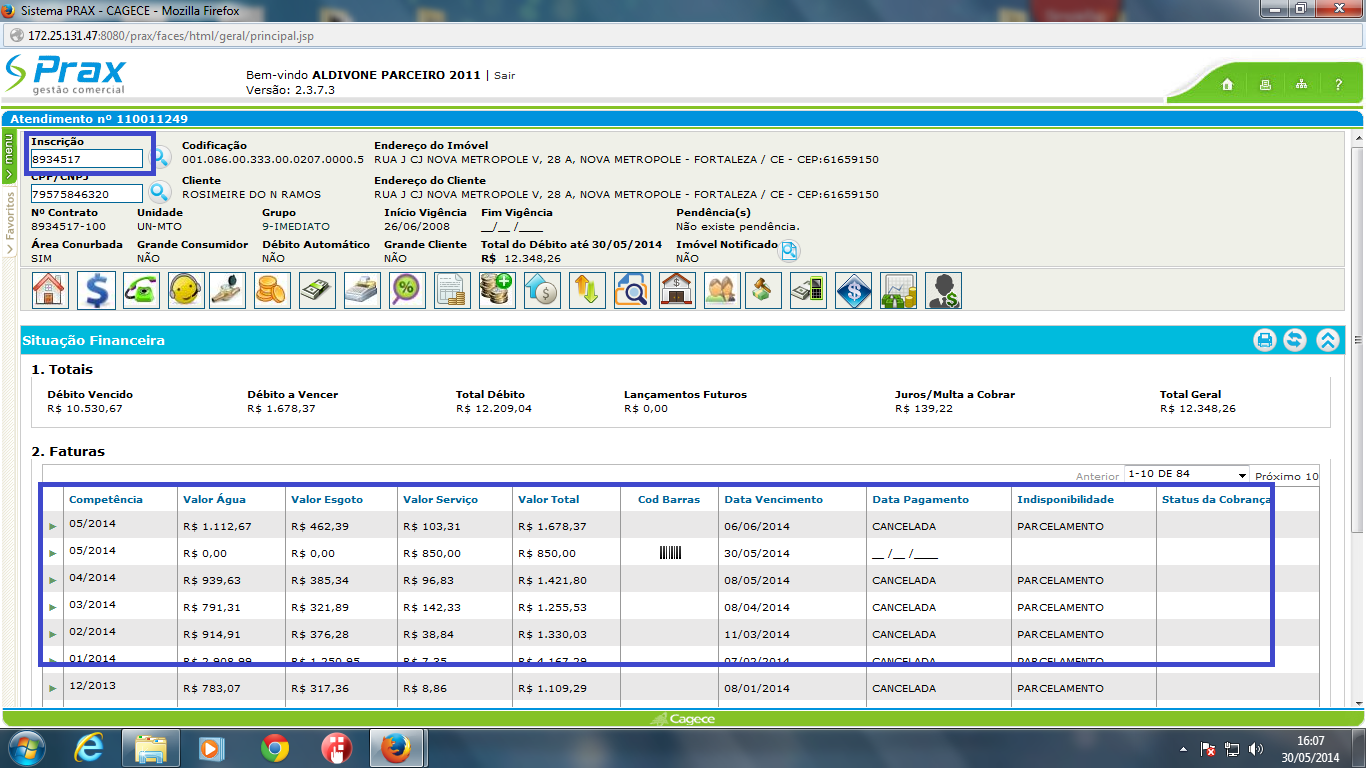 Sistema PRAX - CAGECE - Mozilla Firefox
172.25.131.47:8080/prax/faces/html/geral/principal.jsp
Prax
gestão comercial
Bem-vindo ALDIVONE PARCEIRO 2011 | Sair
Versão: 2.3.7.3
?
Atendimento nº 110011249
menu
Favoritos
Inscrição Codificação Endereço do Imóvel
8934517 001.086.00.333.00.0207.0000.5 RUA J CJ NOVA METROPOLE V, 28 A, NOVA METROPOLE - FORTALEZA / CE - CEP:61659150
CPF/CNPJ Cliente Endereço do Cliente
79575846320 ROSIMEIRE DO N RAMOS RUA J CJ NOVA METROPOLE V, 28 A, NOVA METROPOLE - FORTALEZA / CE - CEP:61659150
Nº Contrato Unidade Grupo Início Vigência Fim Vigência Pendência(s)
8934517-100 UN-MTO 9-IMEDIATO 26/06/2008 __/__ /____ Não existe pendência.
Área Conurbada Grande Consumidor Débito Automático Grande Cliente Total do Débito até 30/05/2014 Imóvel Notificado
SIM NÃO NÃO NÃO R$ 12.348,26 NÃO
Situação Financeira
1. Totais
Débito Vencido Débito a Vencer Total Débito Lançamentos Futuros Juros/Multa a Cobrar Total Geral
R$ 10.530,67 R$ 1.678,37 R$ 12.209,04 R$ 0,00 R$ 139,22 R$ 12.348,26
2. Faturas
Anterior 1-10 DE 84 Próximo 10
Competência Valor Água Valor Esgoto Valor Serviço Valor Total Cod Barras Data Vencimento Data Pagamento Indisponibilidade Status da Cobrança
05/2014 R$ 1.112,67 R$ 462,39 R$ 103,31 R$ 1.678,37 06/06/2014 CANCELADA PARCELAMENTO
05/2014 R$ 0,00 R$ 0,00 R$ 850,00 R$ 850,00 30/05/2014 __ /__ /____
04/2014 R$ 939,63 R$ 385,34 R$ 96,83 R$ 1.421,80 08/05/2014 CANCELADA PARCELAMENTO
03/2014 R$ 791,31 R$ 321,89 R$ 142,33 R$ 1.255,53 08/04/2014 CANCELADA PARCELAMENTO
02/2014 R$ 914,91 R$ 376,28 R$ 38,84 R$ 1.330,03 11/03/2014 CANCELADA PARCELAMENTO
01/2014 R$ 2.908,99 R$ 1.250,95 R$ 7,35 R$ 4.167,29 07/02/2014 CANCELADA PARCELAMENTO
12/2013 R$ 783,07 R$ 317,36 R$ 8,86 R$ 1.109,29 08/01/2014 CANCELADA PARCELAMENTO
Cagece
16:07
30/05/2014